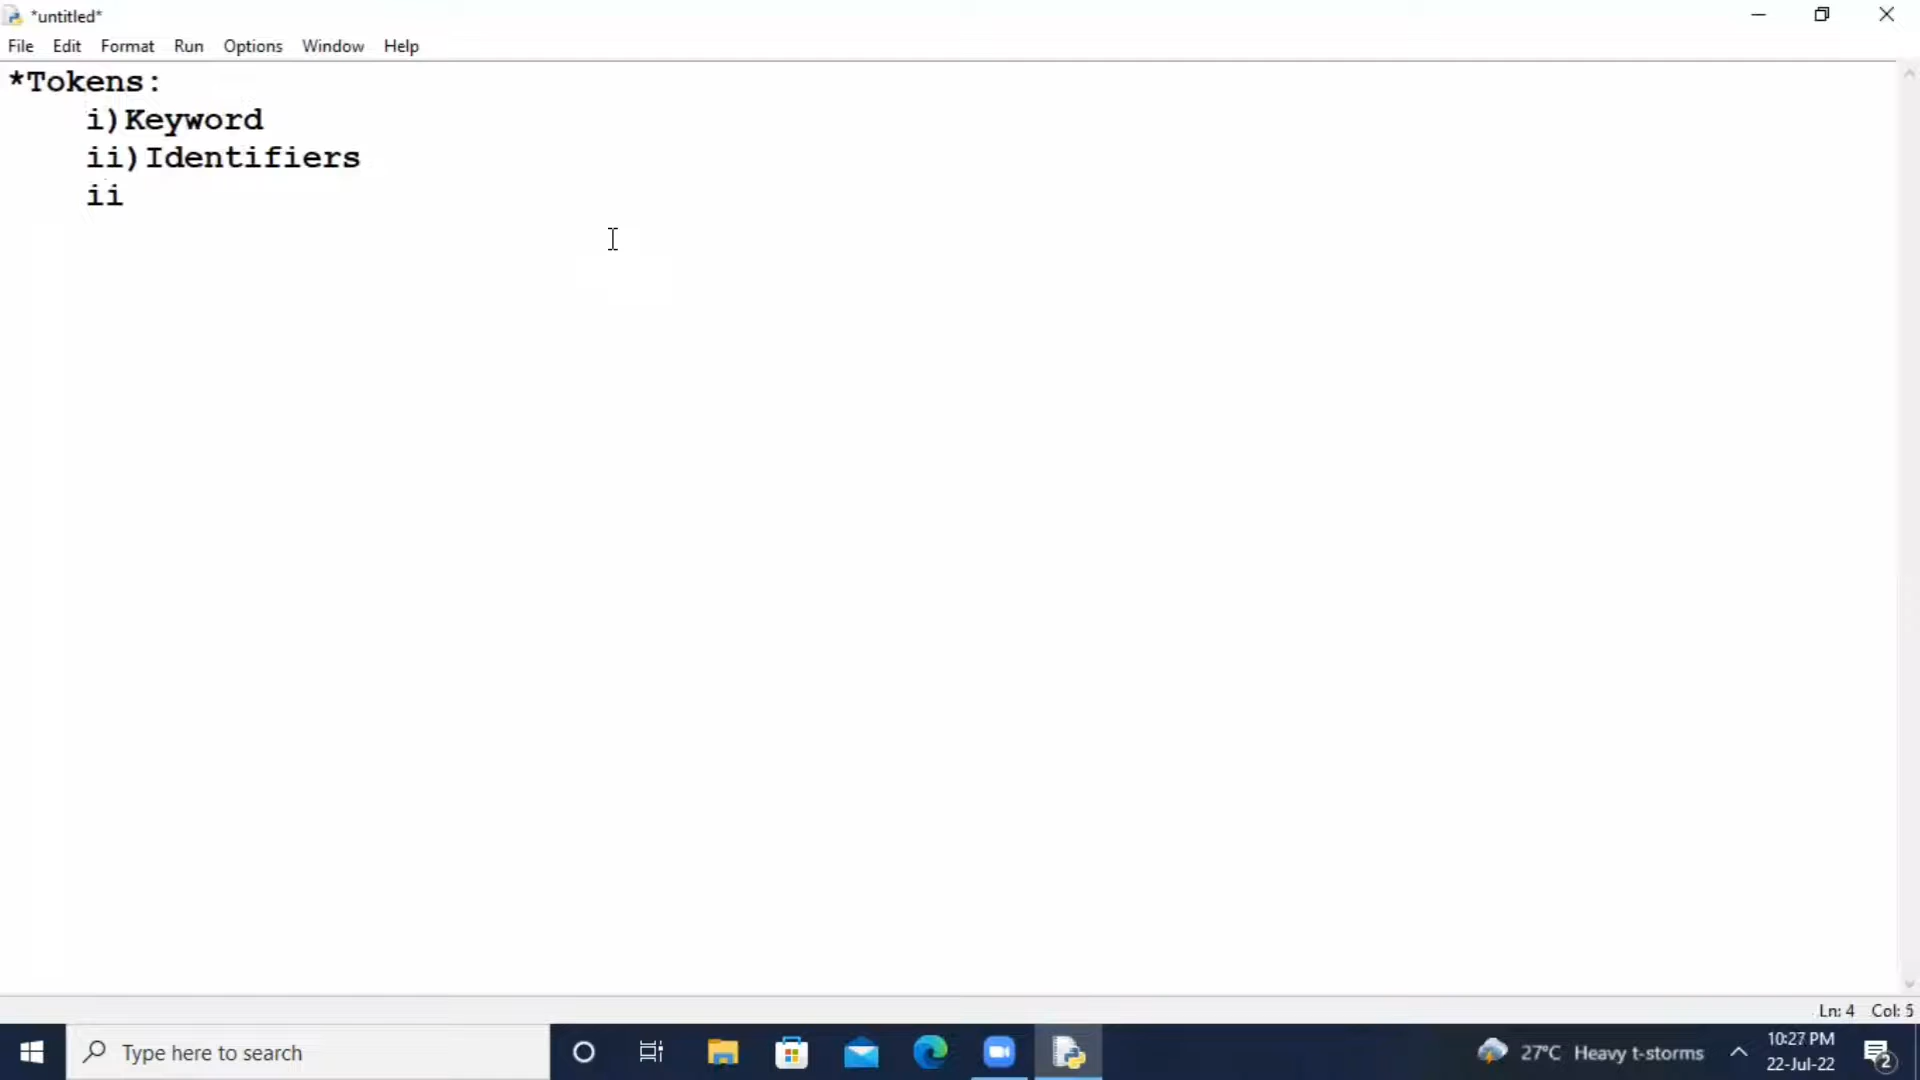 *untitled*
File Edit Format Run Options Window Help
*Tokens:
i)Keyword
ii)Identifiers
ii
Ln: 4 Col: 5
Type here to search
27°C Heavy t-storms
10:27 PM
22-Jul-22
2